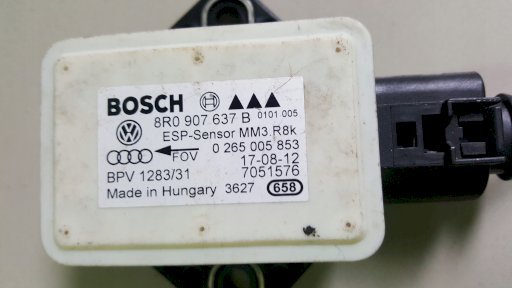 BOSCH
8R0 907 637 B 0101 005
ESP-Sensor MM3.R8k
FOV 0 265 005 853
17-08-12
BPV 1283/31 7051576
Made in Hungary 3627 658